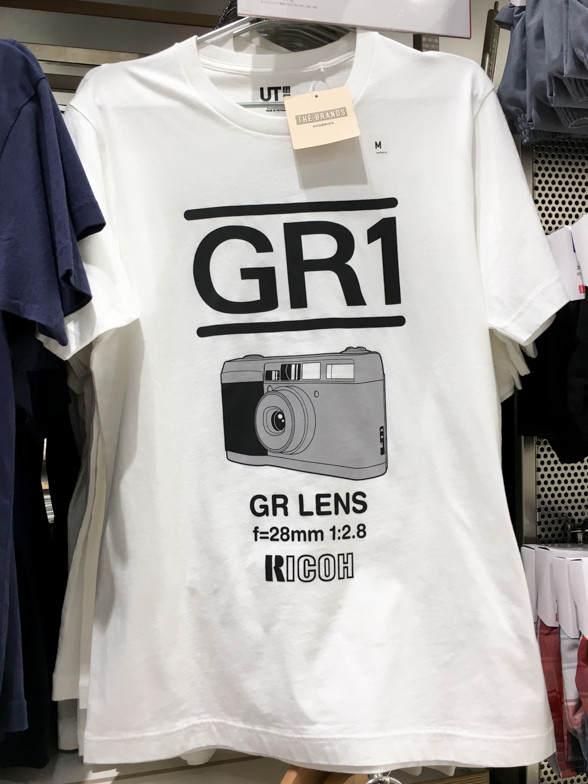 UT
THE BRANDS
M
GR1
GR LENS
f=28mm 1:2.8
RICOH